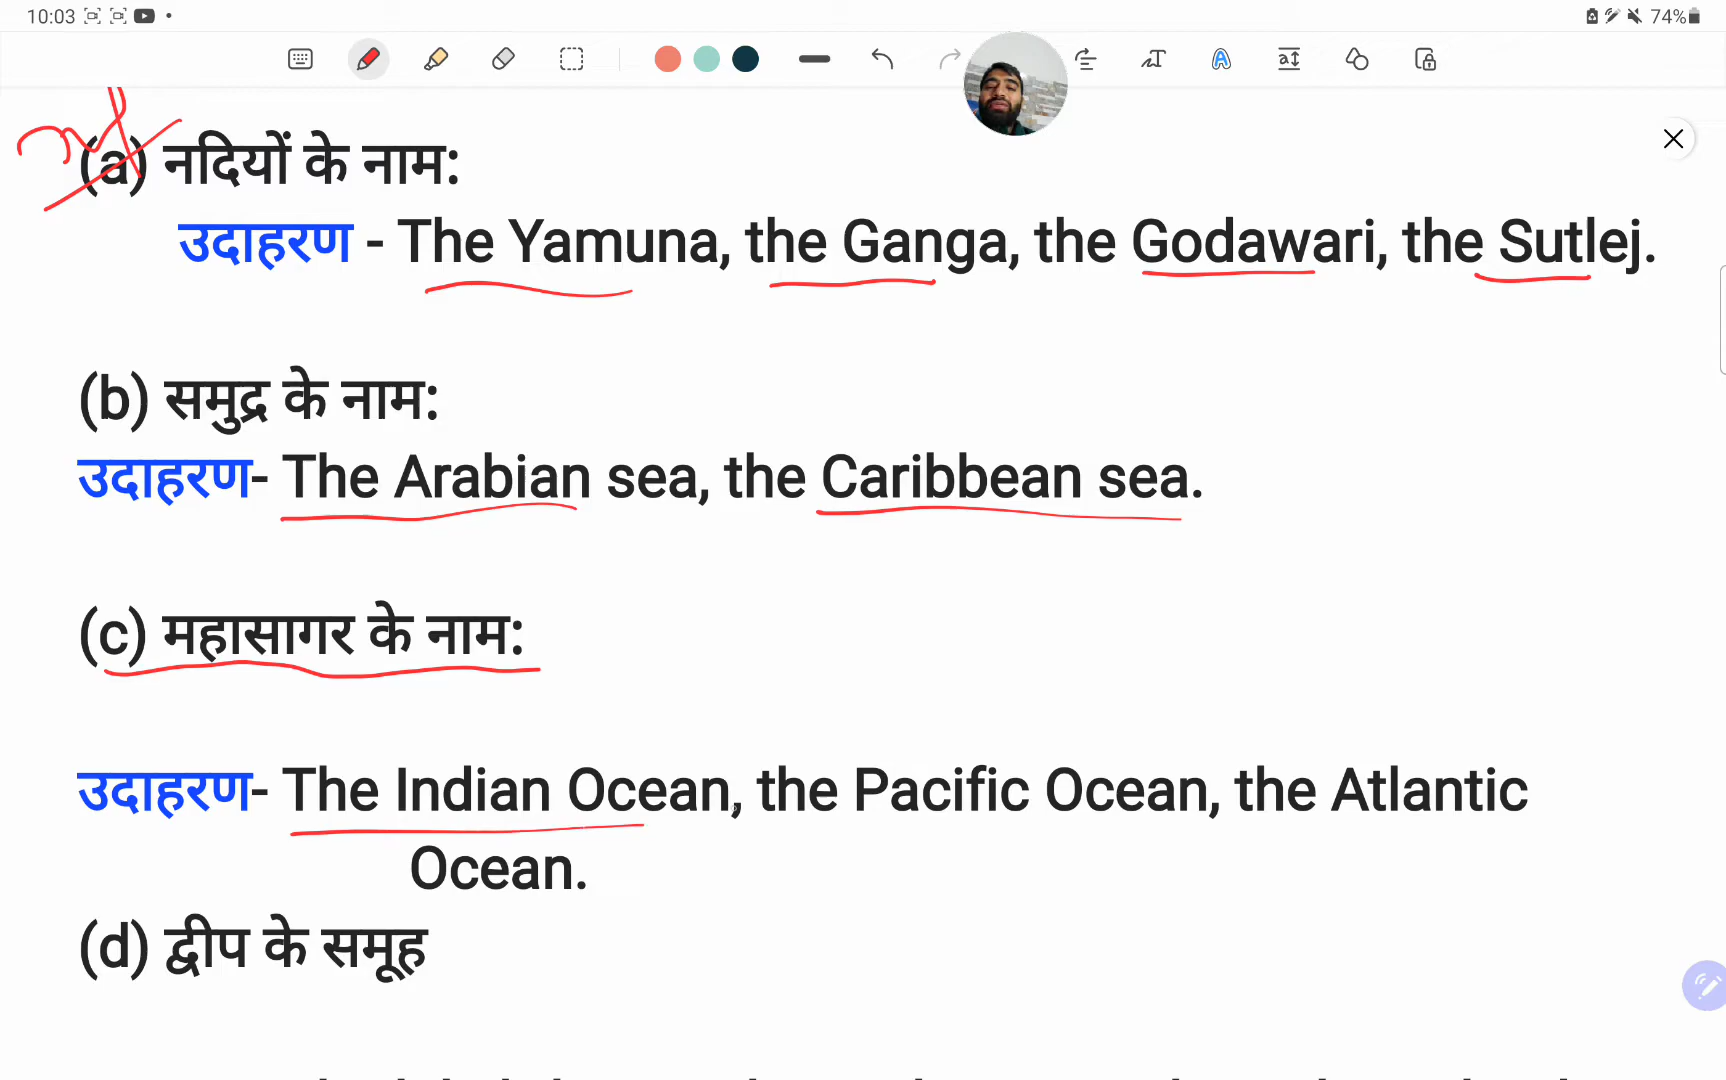 10:03
74%
(a) नदियों के नाम:
उदाहरण - The Yamuna, the Ganga, the Godawari, the Sutlej.
(b) समुद्र के नाम:
उदाहरण- The Arabian sea, the Caribbean sea.
(c) महासागर के नाम:
उदाहरण- The Indian Ocean, the Pacific Ocean, the Atlantic
Ocean.
(d) द्वीप के समूह